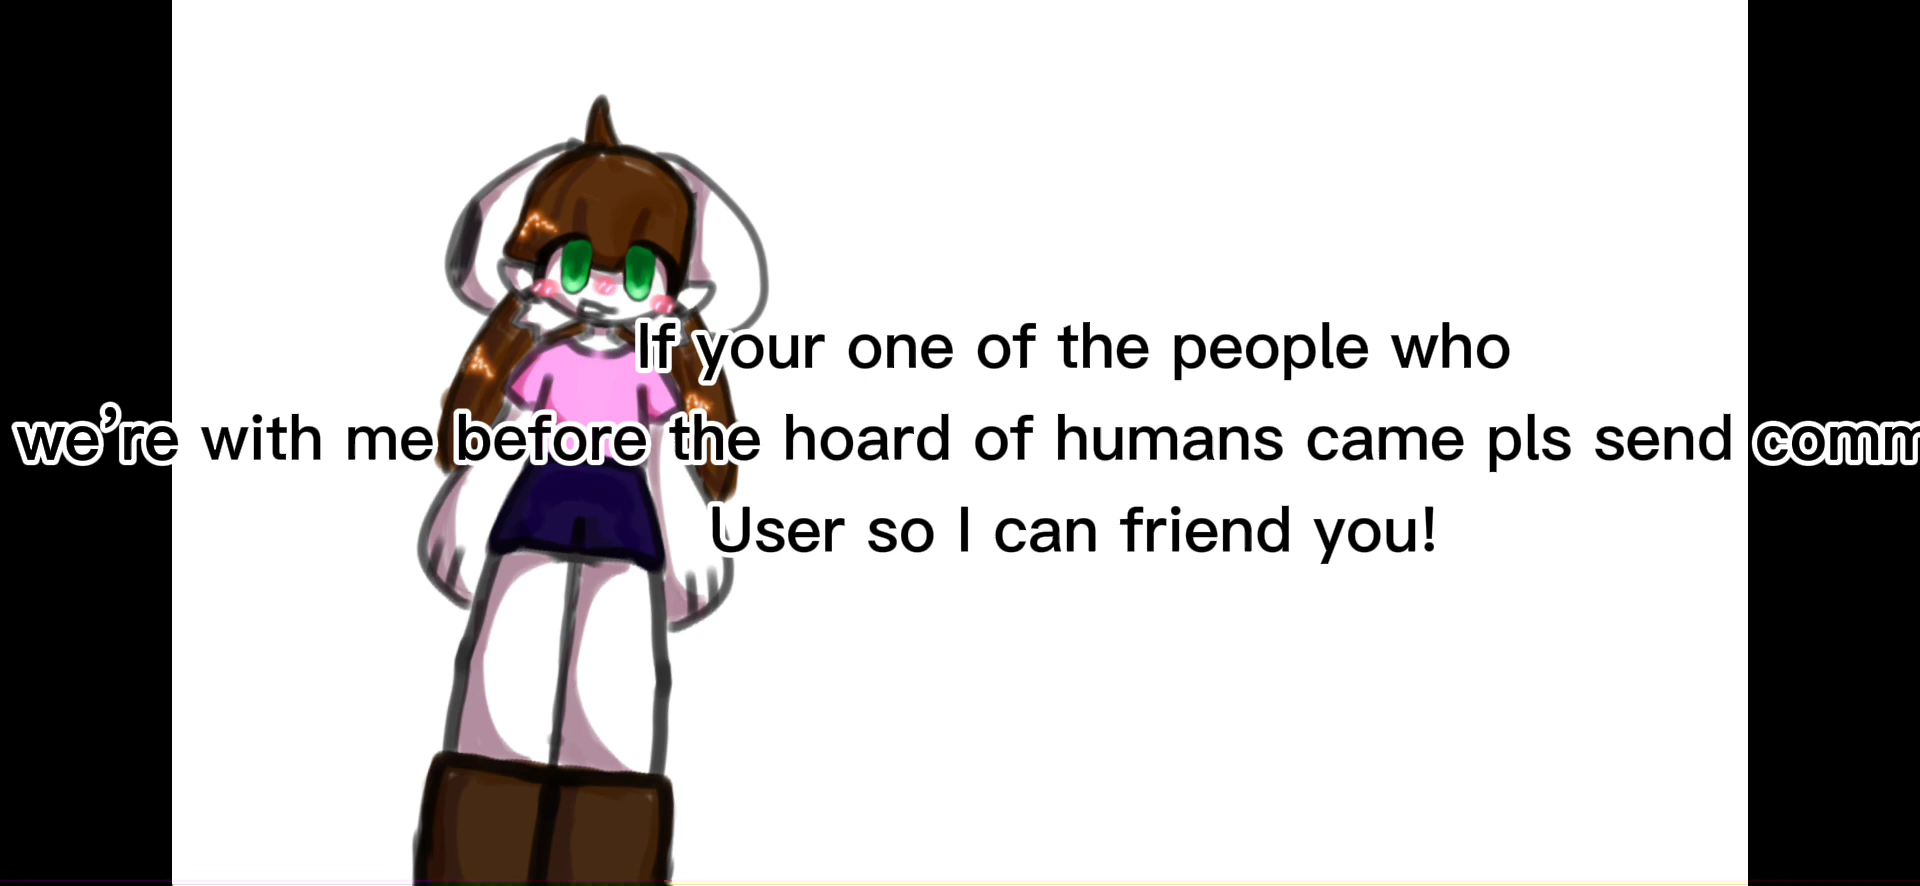 If your one of the people who
we’re with me before the hoard of humans came pls send
User so I can friend you!